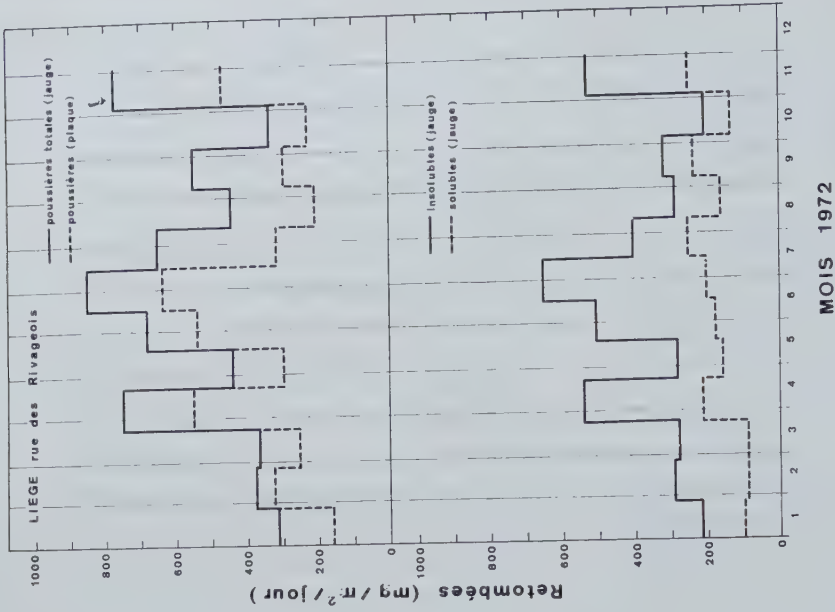 LIEGE rue des Rivageois
poussières totales (jauge)
poussières (plaque)
1000
800
600
400
200
0
insolubles (jauge)
solubles (jauge)
800
600
400
200
0
1 2 3 4 5 6 7 8 9 10 11 12
Retombées (mg/m²/jour)
MOIS 1972